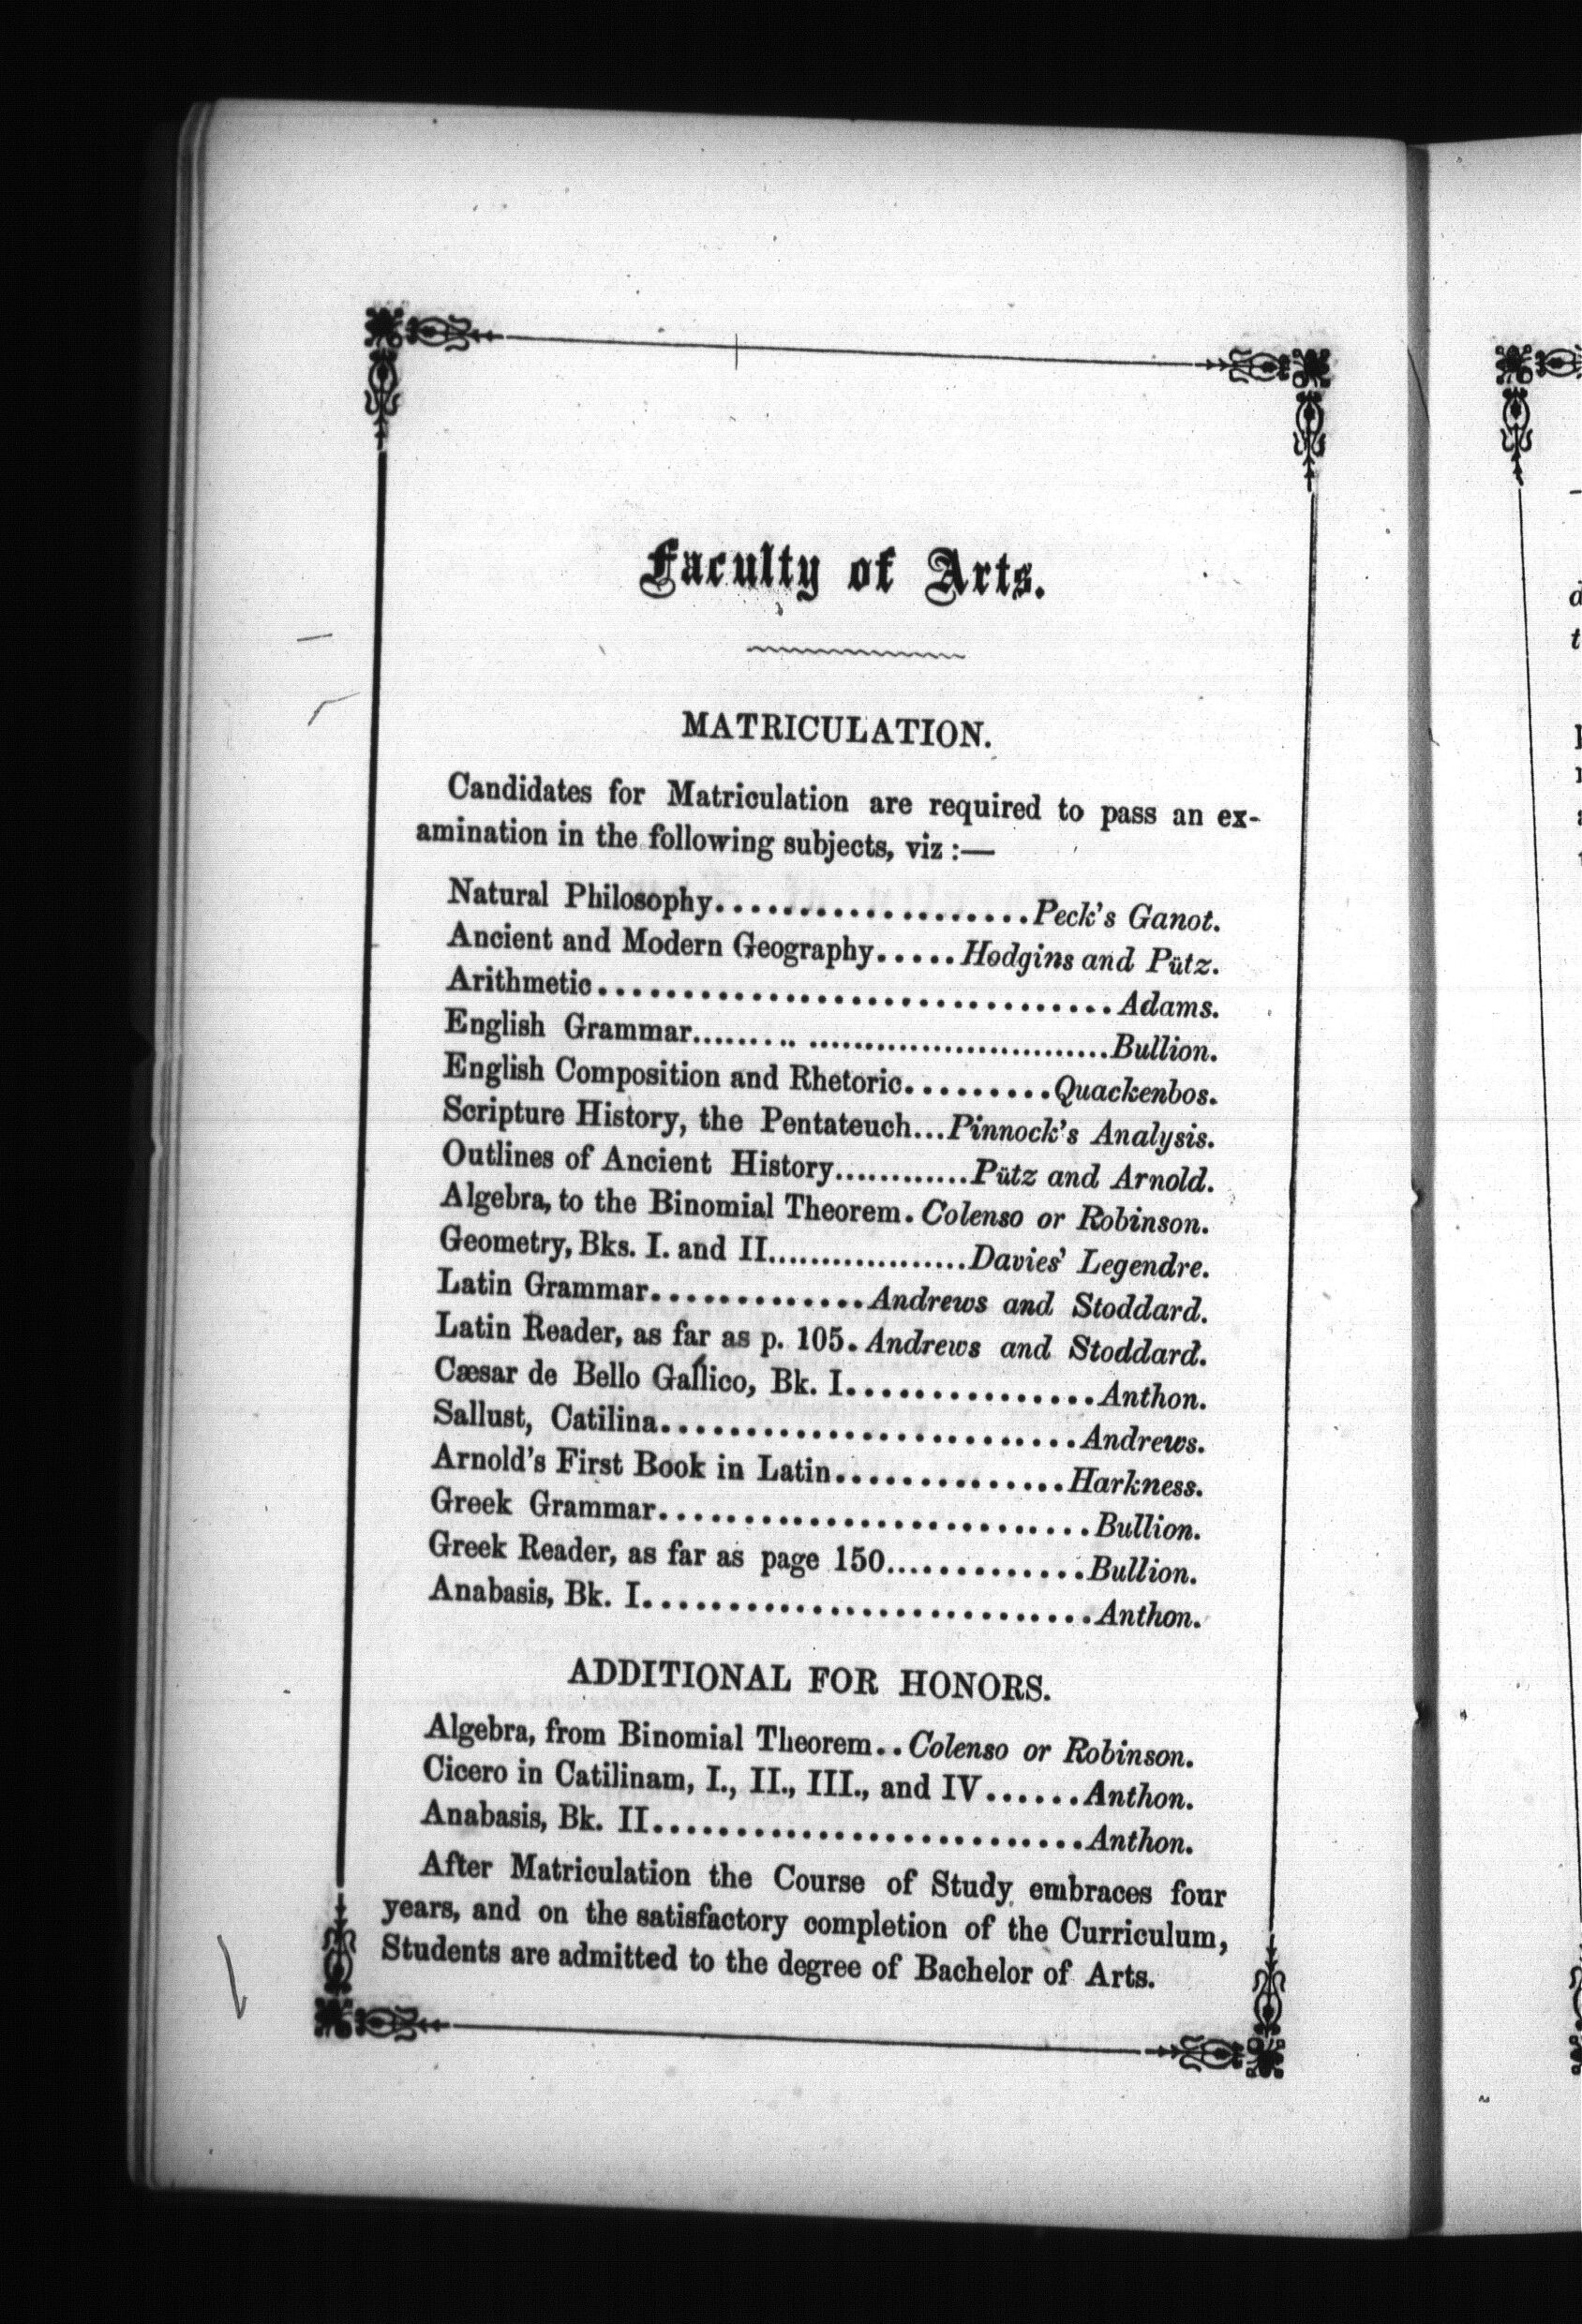 Faculty of Arts.
MATRICULATION.
Candidates for Matriculation are required to pass an ex-
amination in the following subjects, viz :—
Natural Philosophy...................Peck's Ganot.
Ancient and Modern Geography.....Hodgins and Pütz.
Arithmetic...............................Adams.
English Grammar......... ...........................Bullion.
English Composition and Rhetoric.........Quackenbos.
Scripture History, the Pentateuch...Pinnock's Analysis.
Outlines of Ancient History............Pütz and Arnold.
Algebra, to the Binomial Theorem. Colenso or Robinson.
Geometry, Bks. I. and II..................Davies' Legendre.
Latin Grammar.............Andrews and Stoddard.
Latin Reader, as far as p. 105. Andrews and Stoddard.
Cæsar de Bello Gallico, Bk. I...............Anthon.
Sallust, Catilina.........................Andrews.
Arnold's First Book in Latin..............Harkness.
Greek Grammar..........................Bullion.
Greek Reader, as far as page 150.............Bullion.
Anabasis, Bk. I...........................Anthon.
ADDITIONAL FOR HONORS.
Algebra, from Binomial Theorem.. Colenso or Robinson.
Cicero in Catilinam, I., II., III., and IV......Anthon.
Anabasis, Bk. II..........................Anthon.
After Matriculation the Course of Study embraces four
years, and on the satisfactory completion of the Curriculum,
Students are admitted to the degree of Bachelor of Arts.